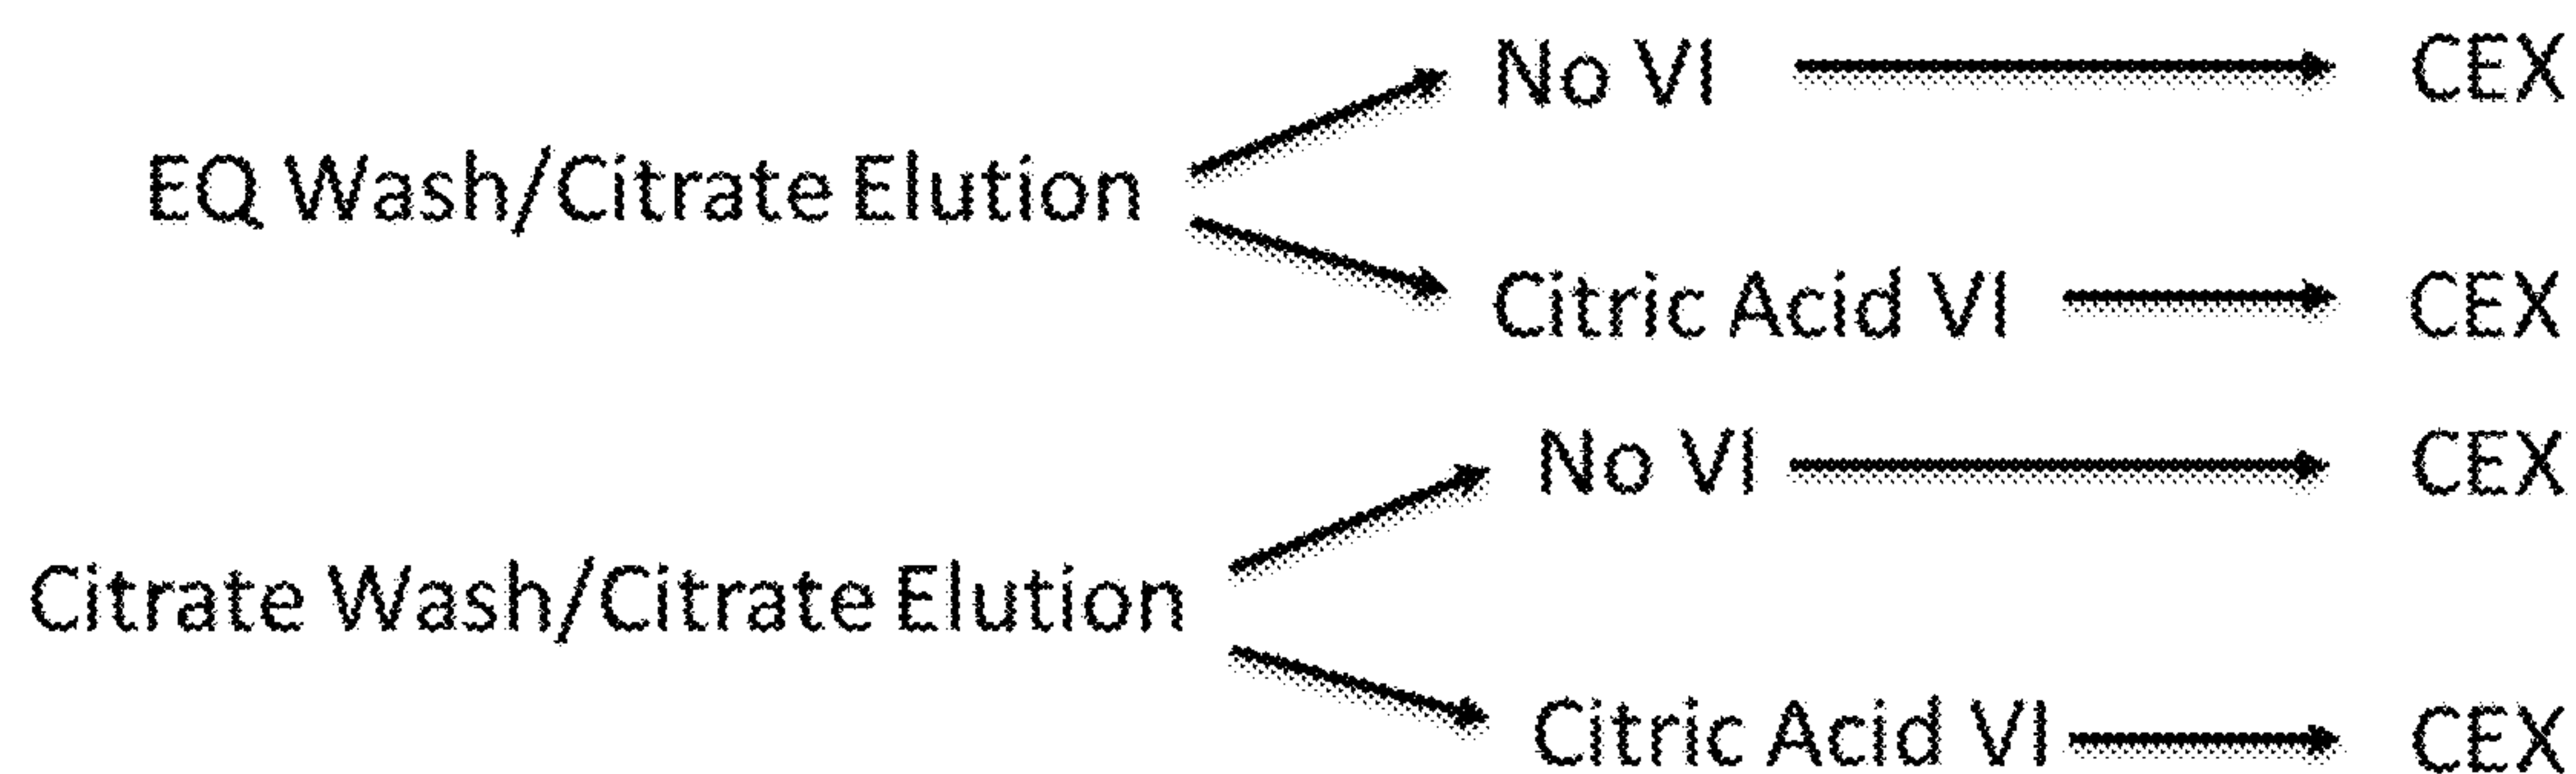 No VI CEX
EQ Wash/Citrate Elution
Citric Acid VI CEX
No VI CEX
Citrate Wash/Citrate Elution
Citric Acid VI CEX